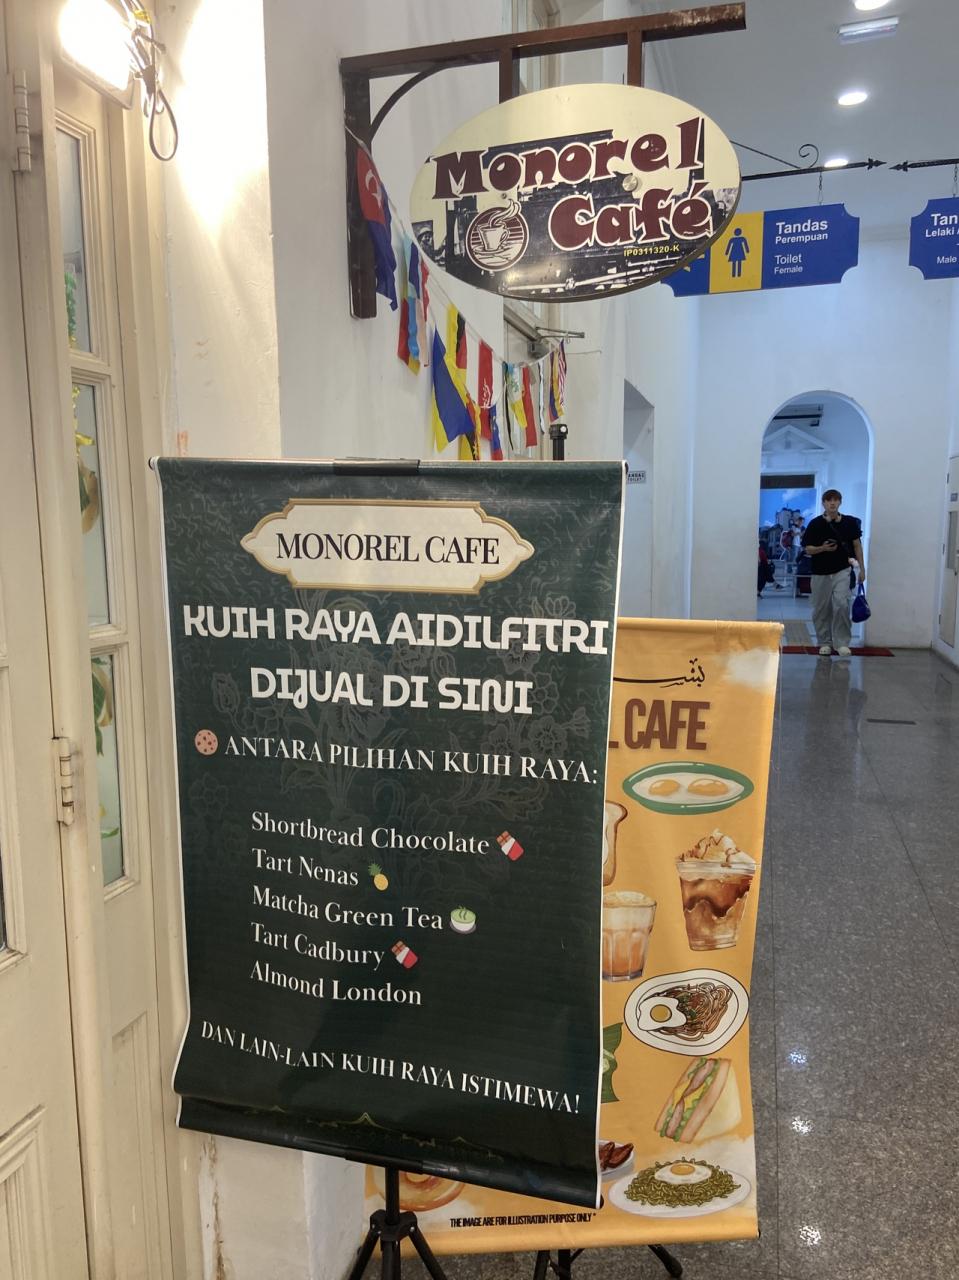 Monorel
Café
IP0311320-K
Tandas
Perempuan
Toilet
Female
Lelaki
Male
MONOREL CAFE
KUIH RAYA AIDILFITRI
DIJUAL DI SINI
ANTARA PILIHAN KUIH RAYA:
Shortbread Chocolate
Tart Nenas
Matcha Green Tea
Tart Cadbury
Almond London
DAN LAIN-LAIN KUIH RAYA ISTIMEWA!
CAFE
THE IMAGE ARE FOR ILLUSTRATION PURPOSE ONLY *